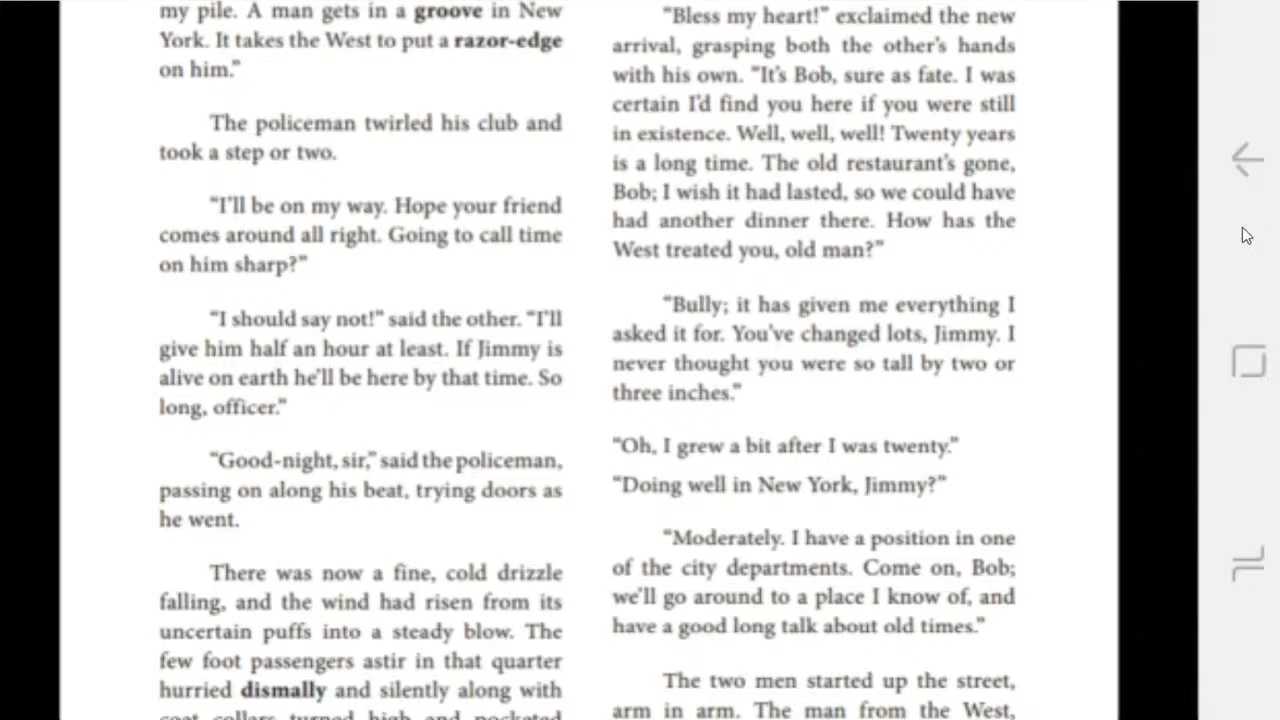 my pile. A man gets in a groove in New
York. It takes the West to put a razor-edge
on him."
The policeman twirled his club and
took a step or two.
"I'll be on my way. Hope your friend
comes around all right. Going to call time
on him sharp?"
"I should say not!" said the other. "I'll
give him half an hour at least. If Jimmy is
alive on earth he'll be here by that time. So
long, officer."
"Good-night, sir," said the policeman,
passing on along his beat, trying doors as
he went.
There was now a fine, cold drizzle
falling, and the wind had risen from its
uncertain puffs into a steady blow. The
few foot passengers astir in that quarter
hurried dismally and silently along with
coat collars turned high and pocketed
"Bless my heart!" exclaimed the new
arrival, grasping both the other's hands
with his own. "It's Bob, sure as fate. I was
certain I'd find you here if you were still
in existence. Well, well, well! Twenty years
is a long time. The old restaurant's gone,
Bob; I wish it had lasted, so we could have
had another dinner there. How has the
West treated you, old man?"
"Bully; it has given me everything I
asked it for. You've changed lots, Jimmy. I
never thought you were so tall by two or
three inches."
"Oh, I grew a bit after I was twenty."
"Doing well in New York, Jimmy?"
"Moderately. I have a position in one
of the city departments. Come on, Bob;
we'll go around to a place I know of, and
have a good long talk about old times."
The two men started up the street,
arm in arm. The man from the West,